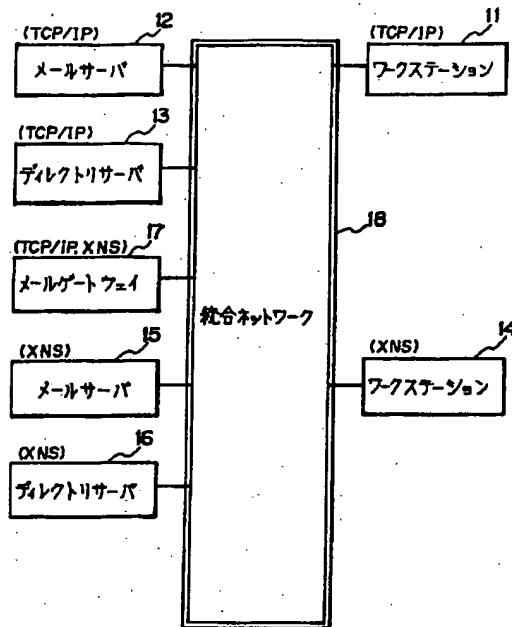 (TCP/IP)
12
メールサーバ
(TCP/IP)
11
ワークステーション
(TCP/IP)
13
ディレクトリサーバ
(TCP/IP, XNS)
17
メールゲートウェイ
18
統合ネットワーク
(XNS)
15
メールサーバ
(XNS)
14
ワークステーション
(XNS)
16
ディレクトリサーバ